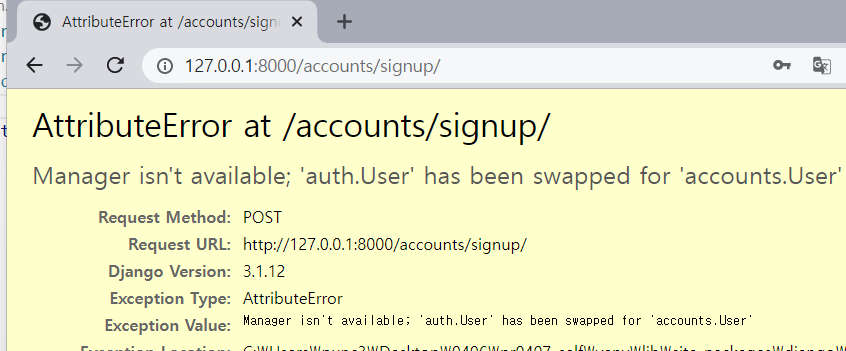 AttributeError at /accounts/sign
127.0.0.1:8000/accounts/signup/
AttributeError at /accounts/signup/
Manager isn't available; 'auth.User' has been swapped for 'accounts.User'
Request Method: POST
Request URL: http://127.0.0.1:8000/accounts/signup/
Django Version: 3.1.12
Exception Type: AttributeError
Exception Value: Manager isn't available; 'auth.User' has been swapped for 'accounts.User'
Exception Location: